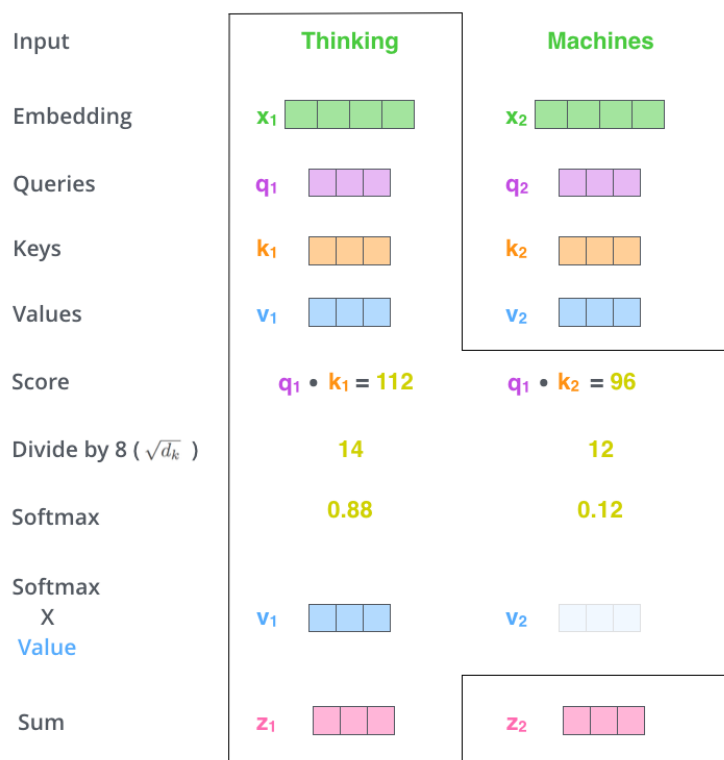 Input Thinking Machines
Embedding x₁ x₂
Queries q₁ q₂
Keys k₁ k₂
Values v₁ v₂
Score q₁ • k₁ = 112 q₁ • k₂ = 96
Divide by 8 ( √dₖ ) 14 12
Softmax 0.88 0.12
Softmax
X v₁ v₂
Value
Sum z₁ z₂